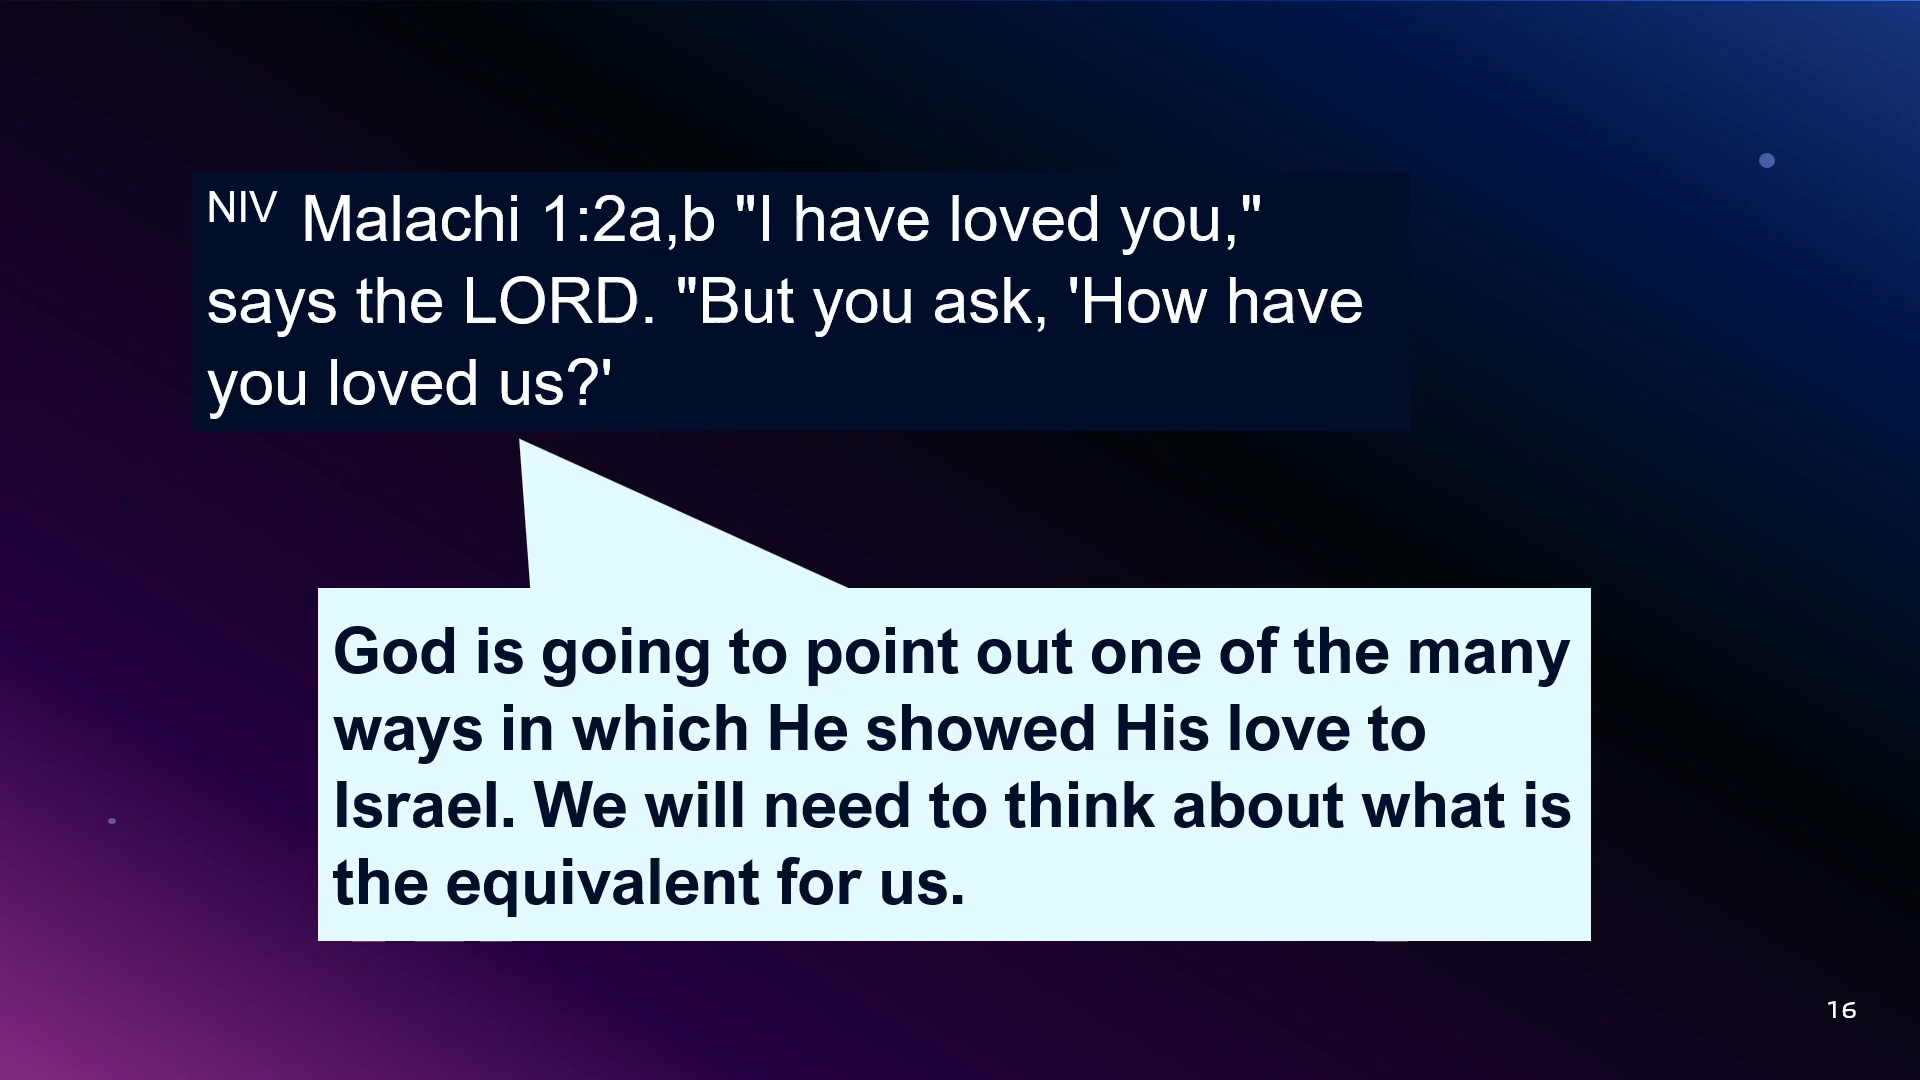 NIV Malachi 1:2a,b "I have loved you,"
says the LORD. "But you ask, 'How have
you loved us?'
God is going to point out one of the many
ways in which He showed His love to
Israel. We will need to think about what is
the equivalent for us.
16